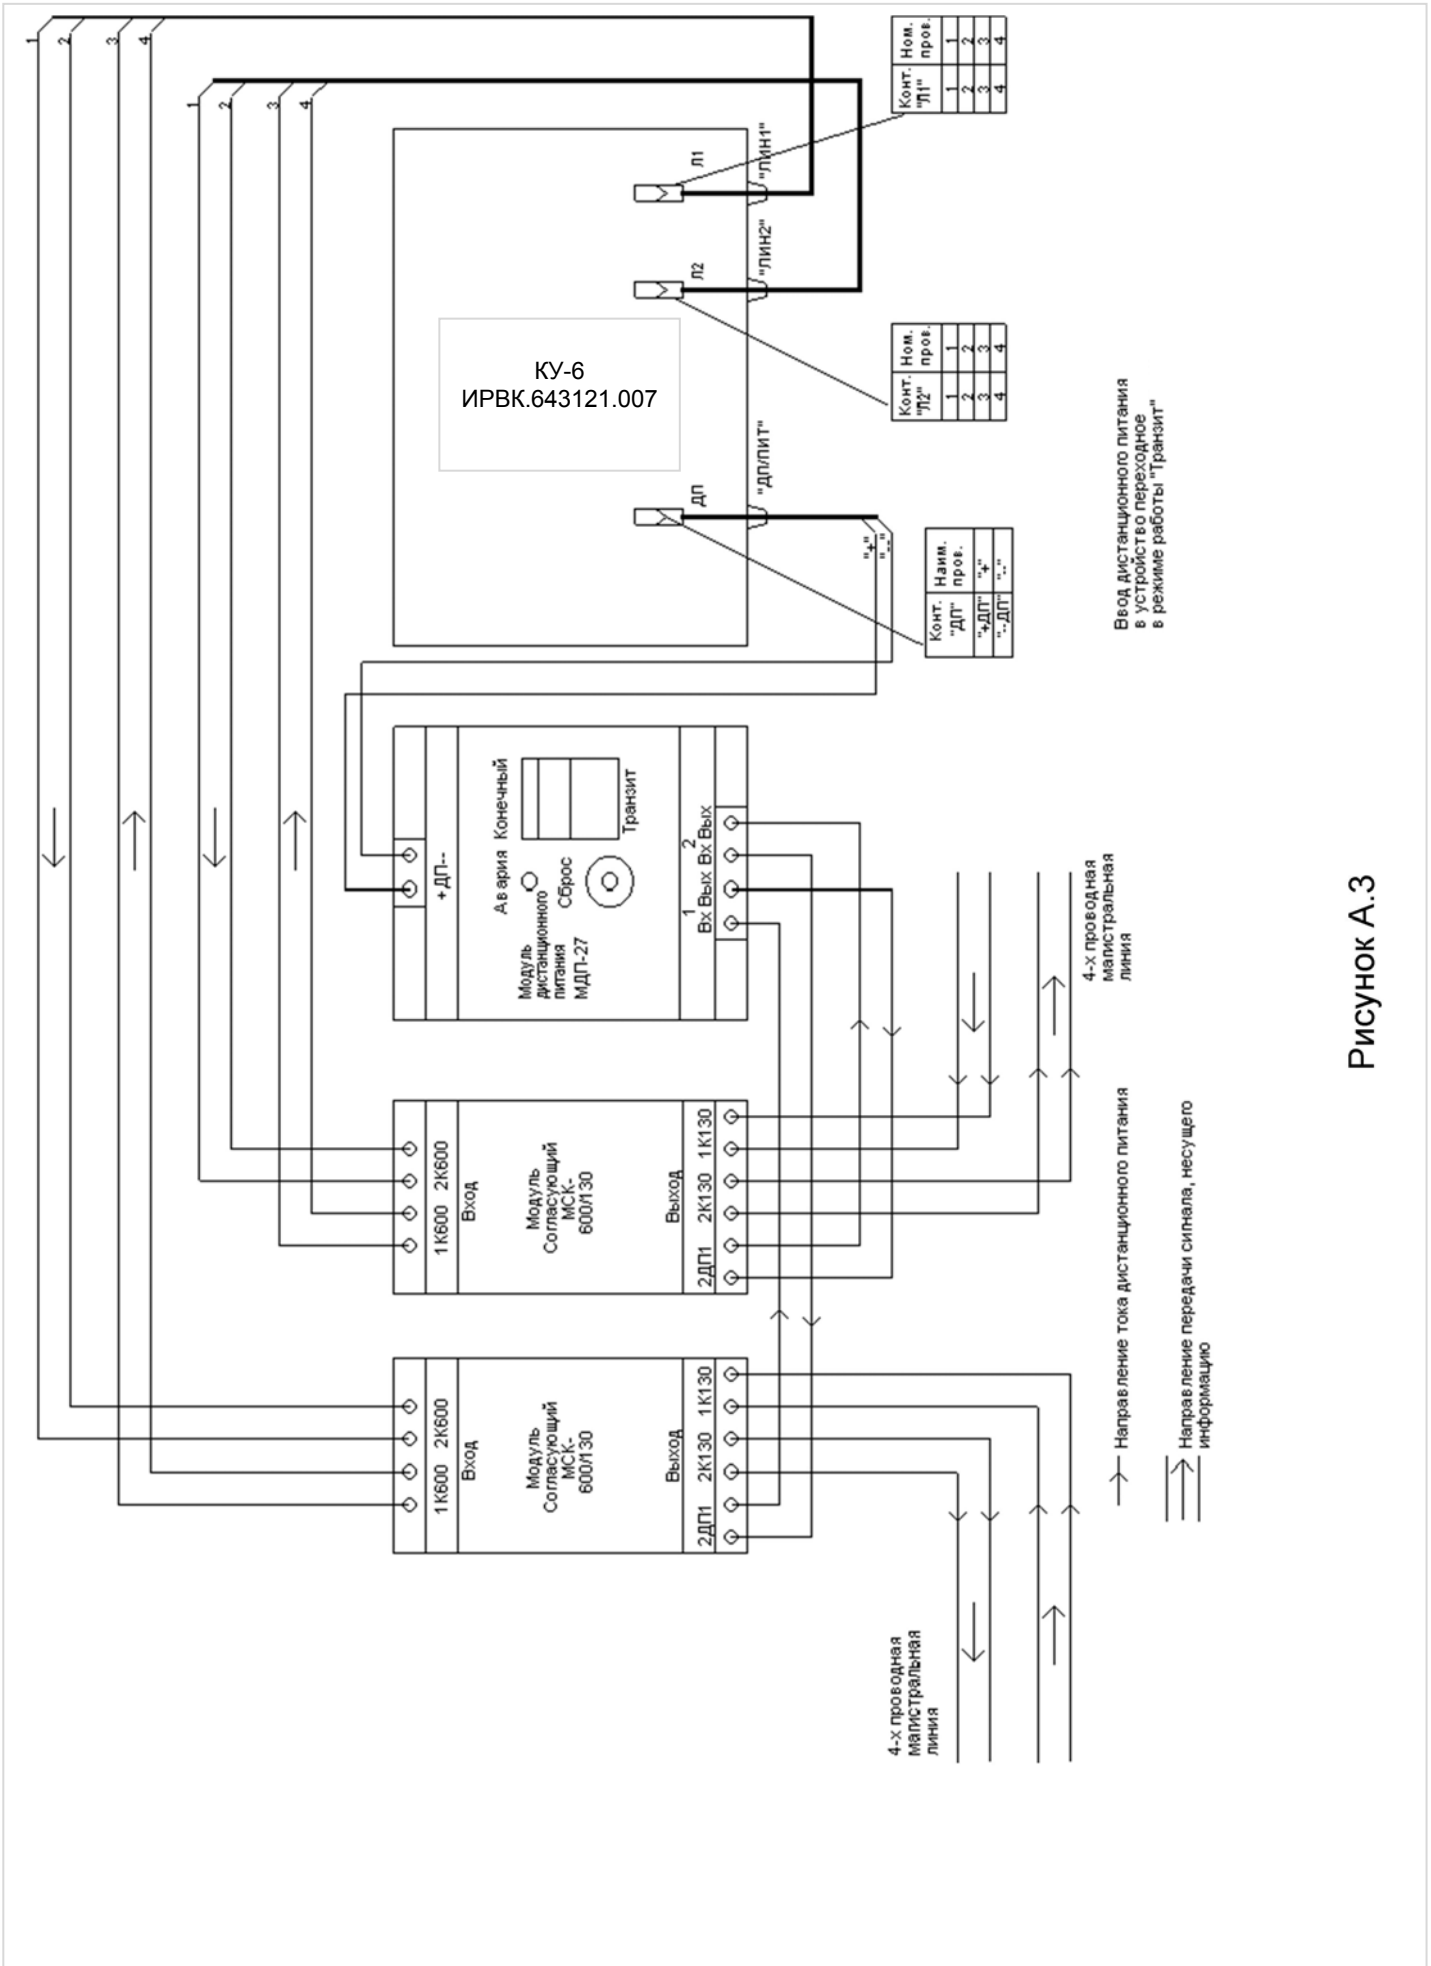 1
2
3
4
1
2
3
4
КУ-6
ИРВК.643121.007
Л1
"ЛИН1"
Л2
"ЛИН2"
ДП
"ДП/ПИТ"
"+"
"--"
Конт. "Л1"
Ном. пров.
1 1
2 2
3 3
4 4
Конт. "Л2"
Ном. пров.
1 1
2 2
3 3
4 4
Конт. "ДП"
Наим. пров.
"+ДП" "+"
"--ДП" "--"
Ввод дистанционного питания
в устройство переходное
в режиме работы "Транзит"
+ДП--
Авария
Конечный
Транзит
Сброс
Модуль
дистанционного
питания
МДП-27
1
2
Вх Вых Вх Вых
1К600 2К600
Вход
Модуль
Согласующий
МСК-
600/130
Выход
2ДП1 2К130 1К130
1К600 2К600
Вход
Модуль
Согласующий
МСК-
600/130
Выход
2ДП1 2К130 1К130
4-х проводная
магистральная
линия
4-х проводная
магистральная
линия
Направление тока дистанционного питания
Направление передачи сигнала, несущего
информацию
Рисунок А.3